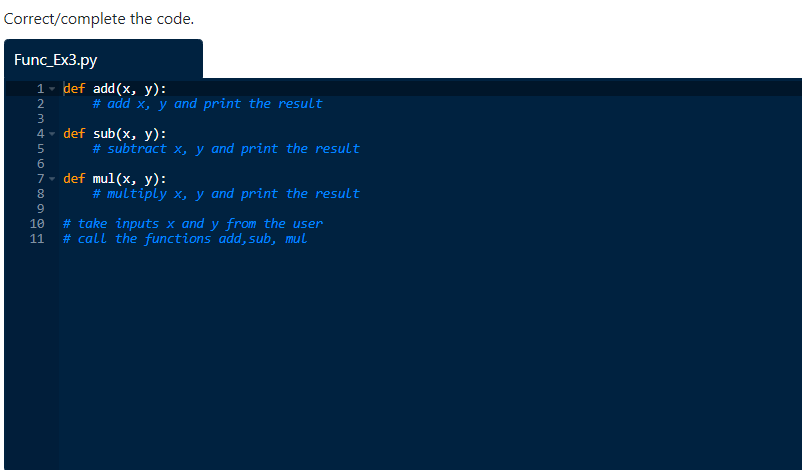 Correct/complete the code.
Func_Ex3.py
1 def add(x, y):
2     # add x, y and print the result
3
4 def sub(x, y):
5     # subtract x, y and print the result
6
7 def mul(x, y):
8     # multiply x, y and print the result
9
10 # take inputs x and y from the user
11 # call the functions add,sub, mul